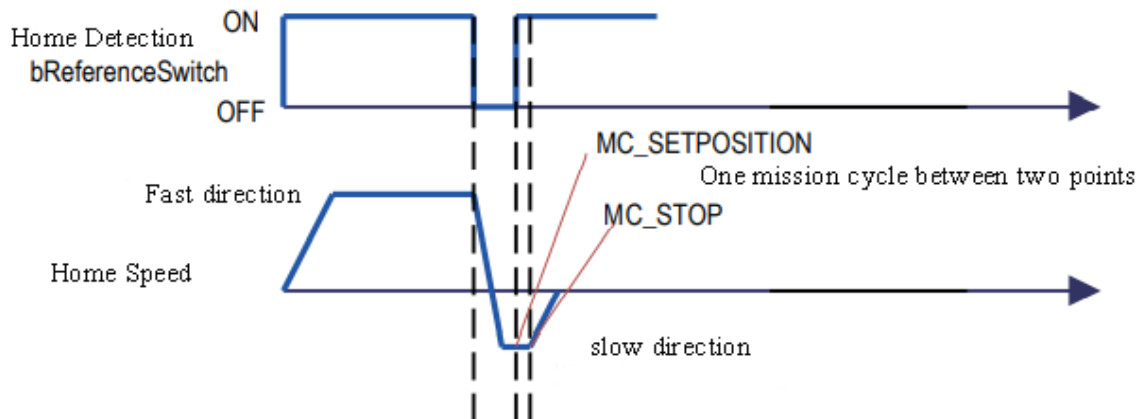 ON
Home Detection
bReferenceSwitch
OFF
MC_SETPOSITION
One mission cycle between two points
Fast direction
MC_STOP
Home Speed
slow direction